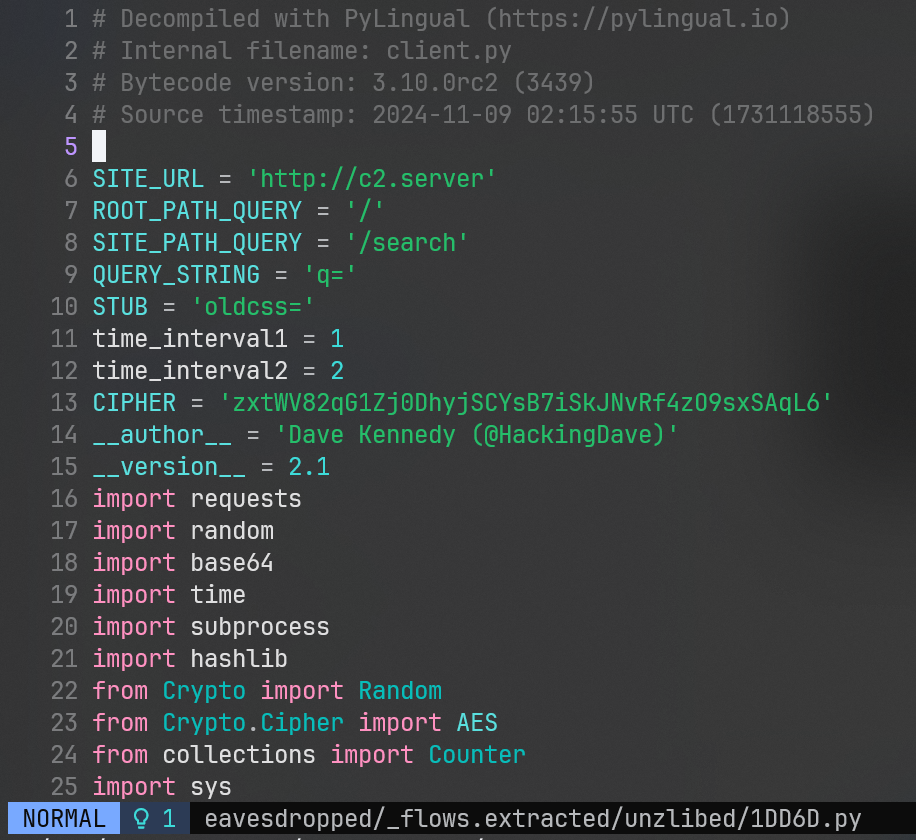 1 # Decompiled with PyLingual (https://pylingual.io)
2 # Internal filename: client.py
3 # Bytecode version: 3.10.0rc2 (3439)
4 # Source timestamp: 2024-11-09 02:15:55 UTC (1731118555)
5
6 SITE_URL = 'http://c2.server'
7 ROOT_PATH_QUERY = '/'
8 SITE_PATH_QUERY = '/search'
9 QUERY_STRING = 'q='
10 STUB = 'oldcss='
11 time_interval1 = 1
12 time_interval2 = 2
13 CIPHER = 'zxtWV82qG1Zj0DhyjSCYsB7iSkJNvRf4zO9sxSAqL6'
14 __author__ = 'Dave Kennedy (@HackingDave)'
15 __version__ = 2.1
16 import requests
17 import random
18 import base64
19 import time
20 import subprocess
21 import hashlib
22 from Crypto import Random
23 from Crypto.Cipher import AES
24 from collections import Counter
25 import sys
NORMAL 1 eavesdropped/_flows.extracted/unzlibed/1DD6D.py